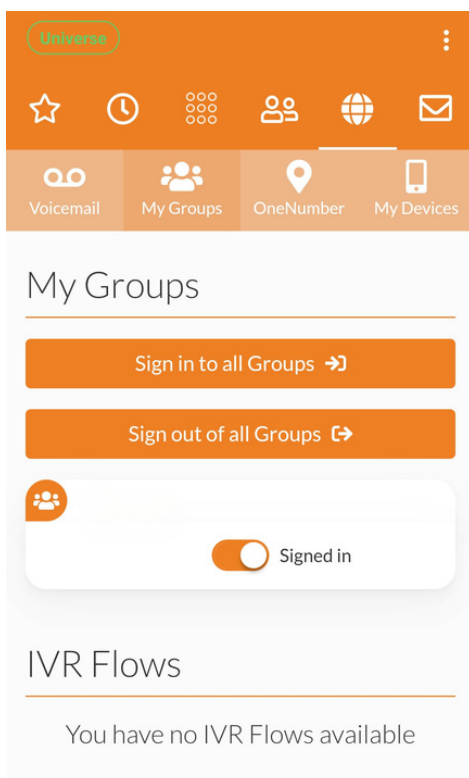 Universe
Voicemail My Groups OneNumber My Devices
My Groups
Sign in to all Groups
Sign out of all Groups
Signed in
IVR Flows
You have no IVR Flows available